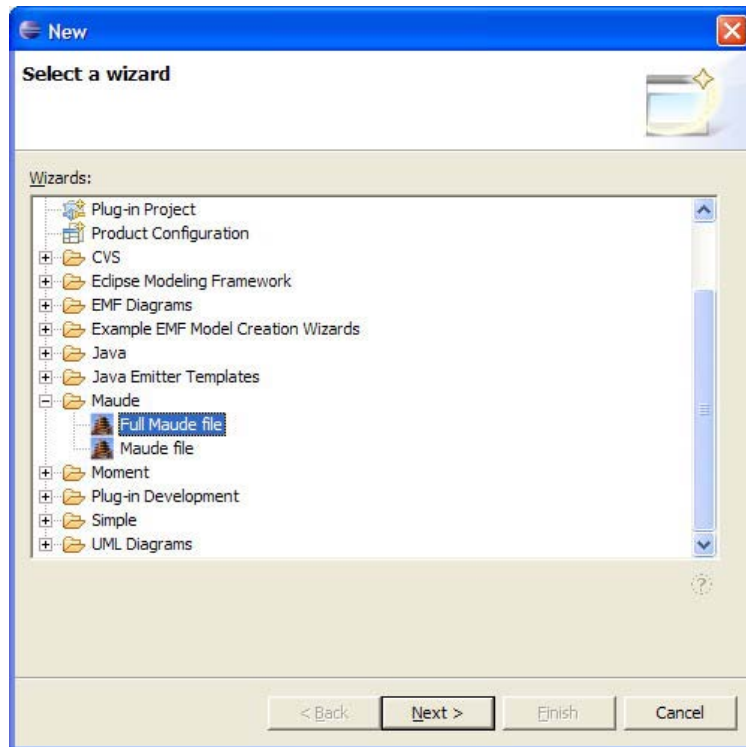 New
Select a wizard
Wizards:
Plug-in Project
Product Configuration
CVS
Eclipse Modeling Framework
EMF Diagrams
Example EMF Model Creation Wizards
Java
Java Emitter Templates
Maude
Full Maude file
Maude file
Moment
Plug-in Development
Simple
UML Diagrams
?
< Back Next > Finish Cancel